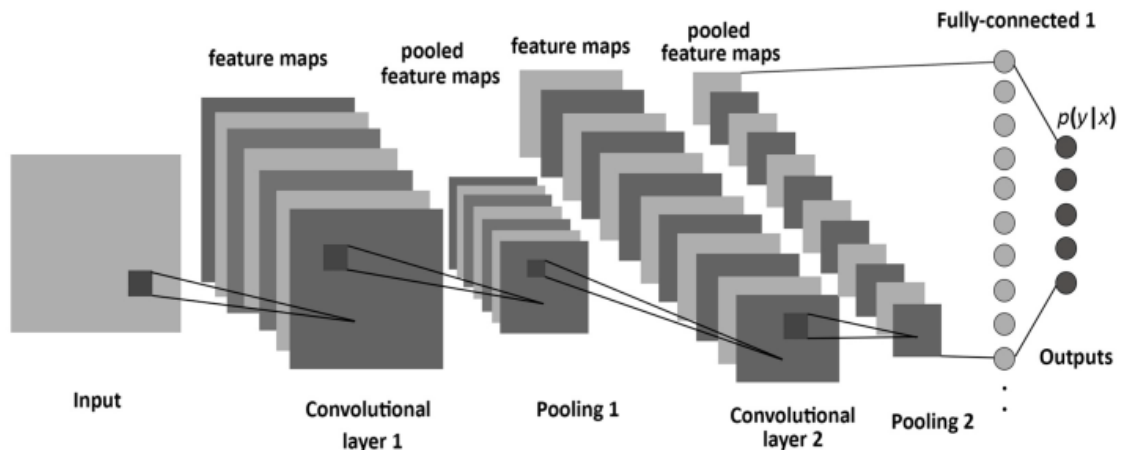 Fully-connected 1
feature maps
pooled
feature maps
feature maps
pooled
feature maps
p(y|x)
Input
Convolutional
layer 1
Pooling 1
Convolutional
layer 2
Pooling 2
Outputs